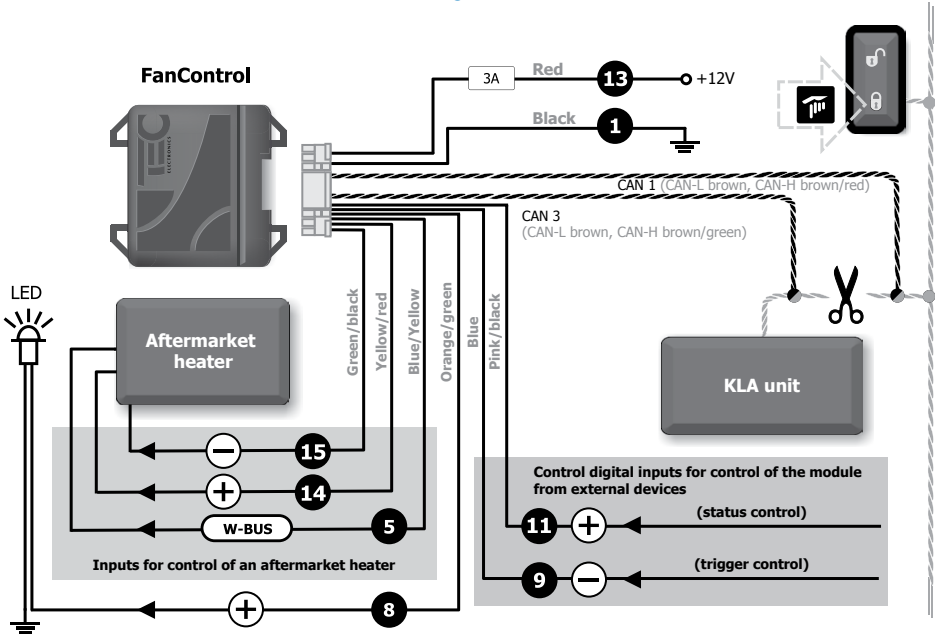 FanControl
3A
Red
13
+12V
Black
1
TEC
ELECTRONICS
CAN 1 (CAN-L brown, CAN-H brown/red)
CAN 3
(CAN-L brown, CAN-H brown/green)
LED
Aftermarket
heater
Green/black
Yellow/red
Blue/Yellow
Orange/green
Blue
Pink/black
KLA unit
15
14
W-BUS
5
Inputs for control of an aftermarket heater
8
Control digital inputs for control of the module
from external devices
11
(status control)
9
(trigger control)